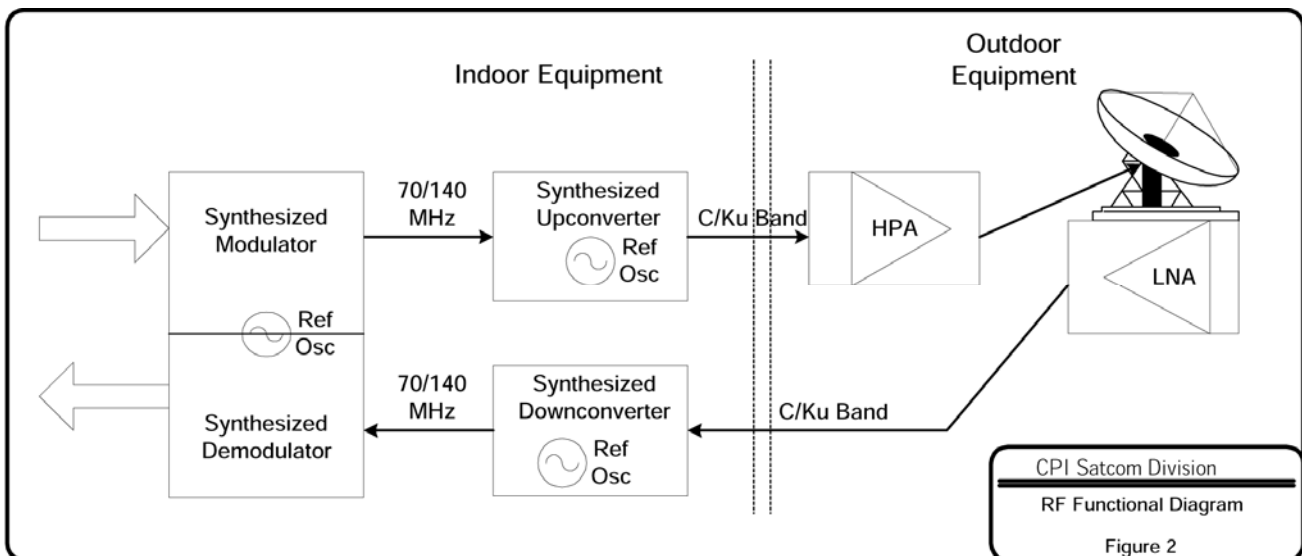 Indoor Equipment
Outdoor
Equipment
Synthesized
Modulator
70/140
MHz
Synthesized
Upconverter
Ref
Osc
C/Ku Band
HPA
LNA
Ref
Osc
Synthesized
Demodulator
70/140
MHz
Synthesized
Downconverter
Ref
Osc
C/Ku Band
CPI Satcom Division
RF Functional Diagram
Figure 2